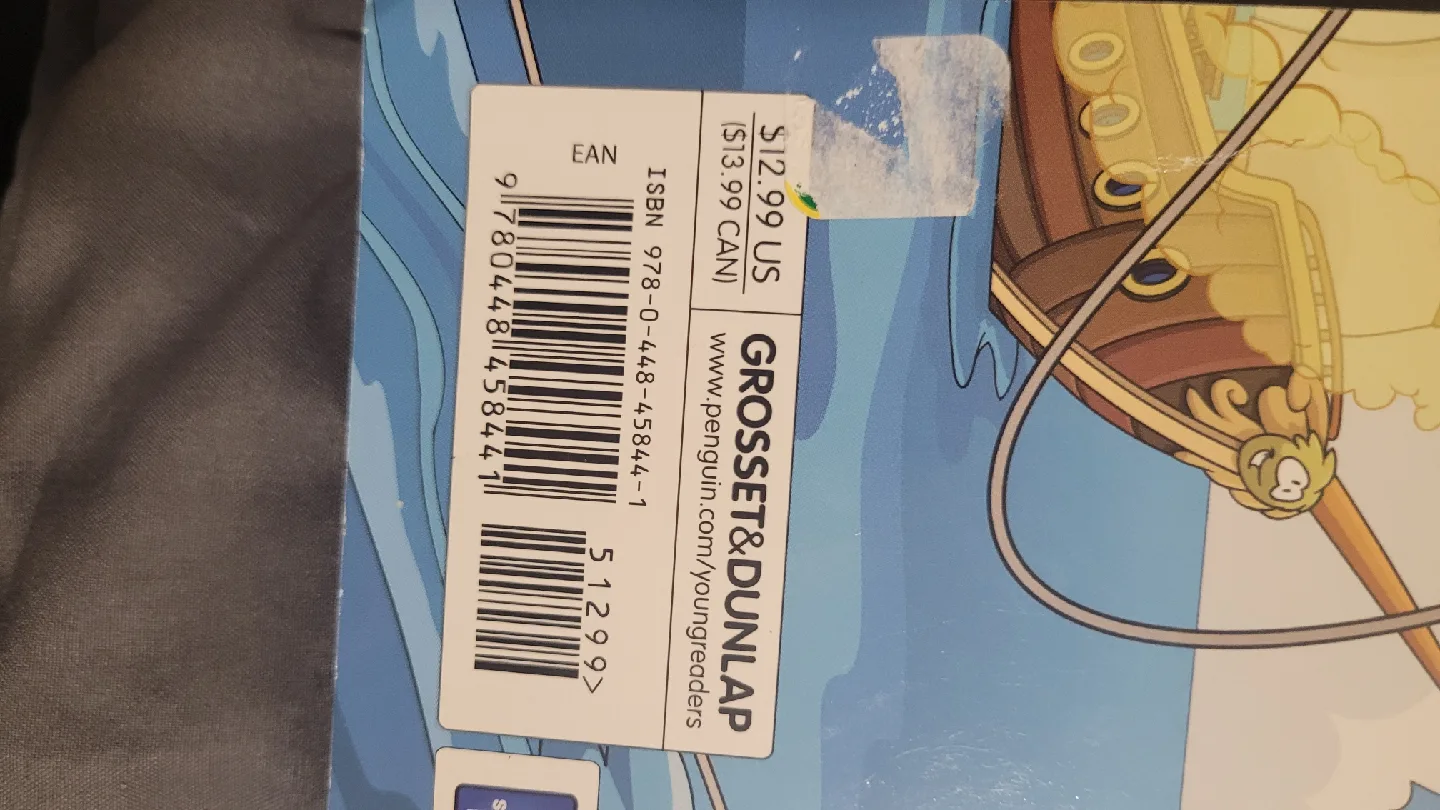 $12.99 US
($13.99 CAN)
GROSSET&DUNLAP
www.penguin.com/youngreaders
ISBN 978-0-448-45844-1
EAN
9 780448 458441
51299>